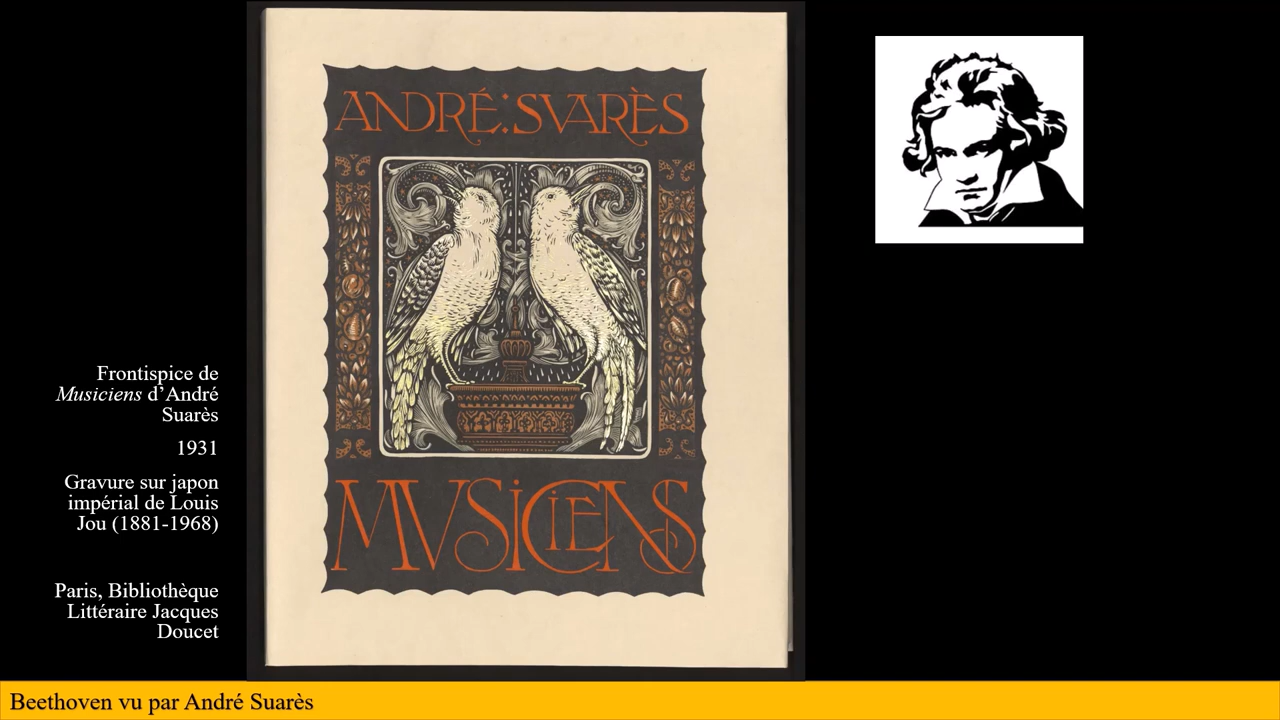 ANDRÉ:SVARÈS
MVSiCiENS
Frontispice de
Musiciens d’André
Suarès
1931
Gravure sur japon
impérial de Louis
Jou (1881-1968)
Paris, Bibliothèque
Littéraire Jacques
Doucet
Beethoven vu par André Suarès